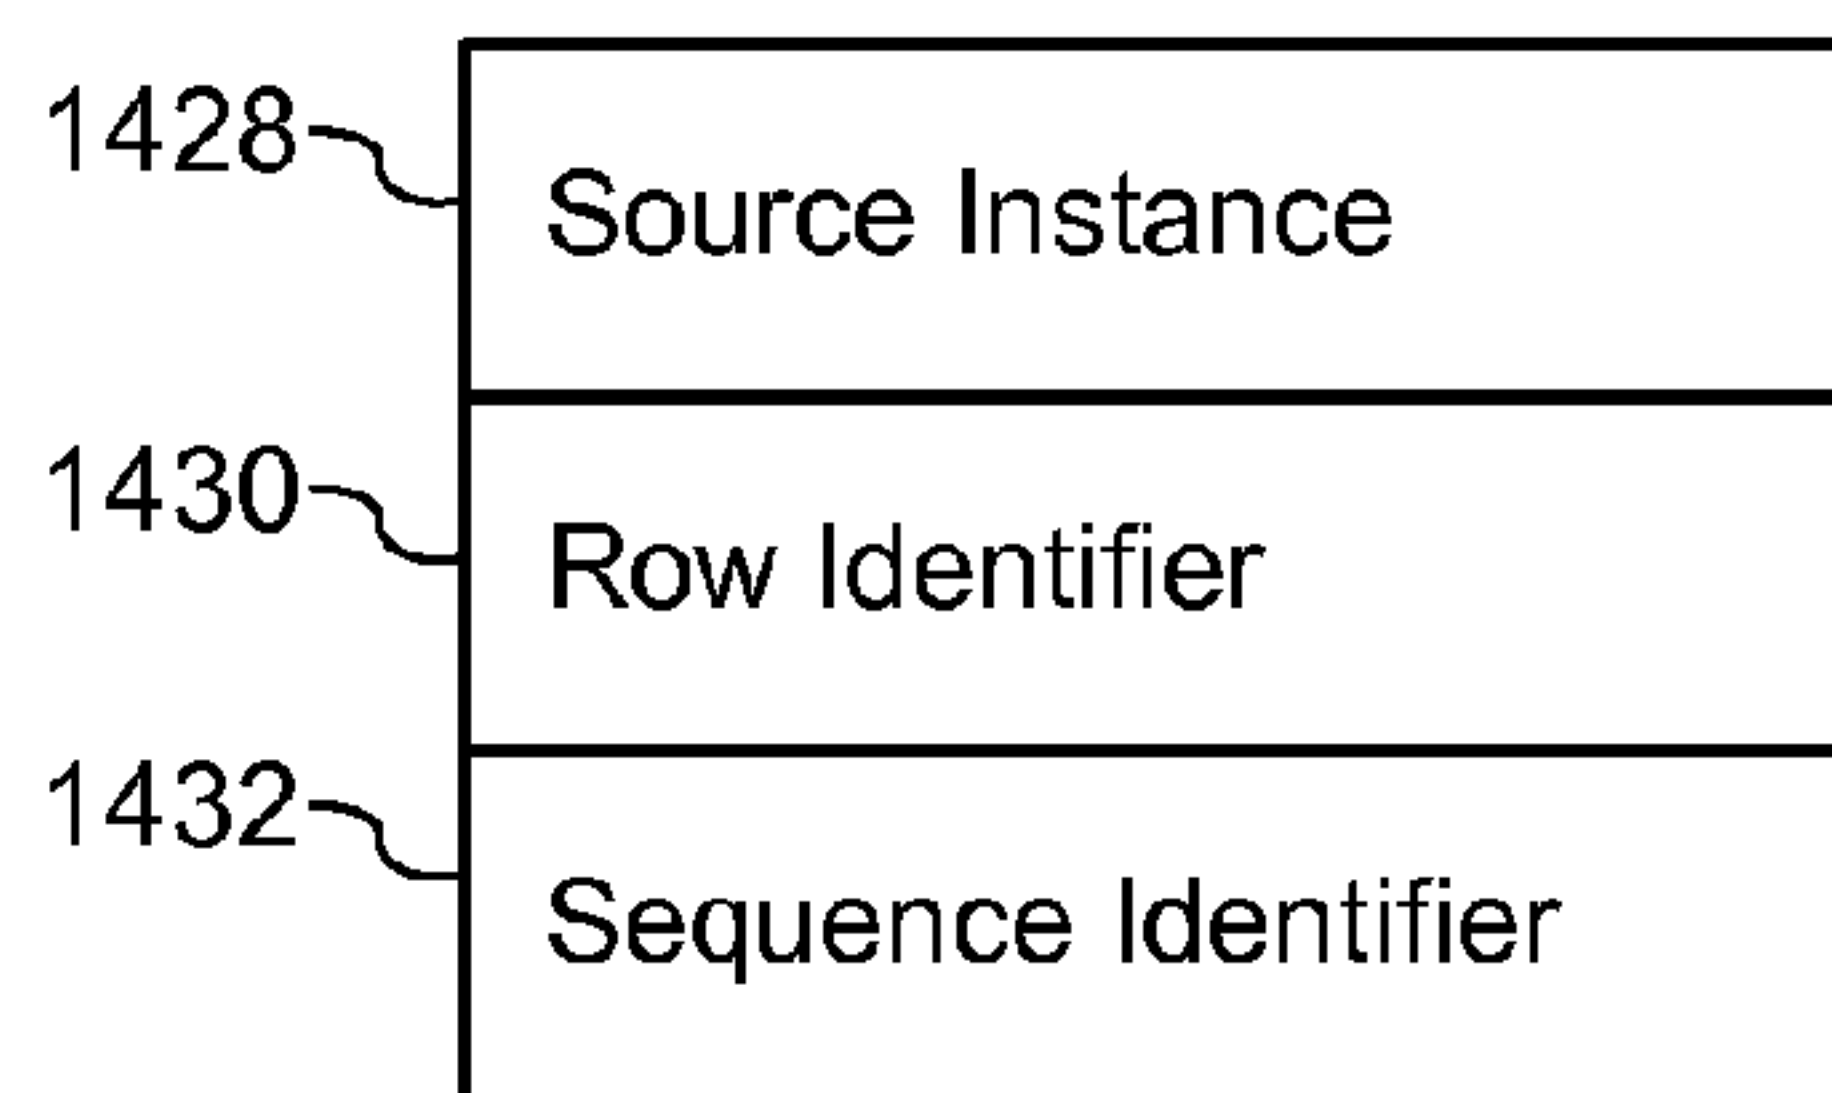 1428
Source Instance
1430
Row Identifier
1432
Sequence Identifier